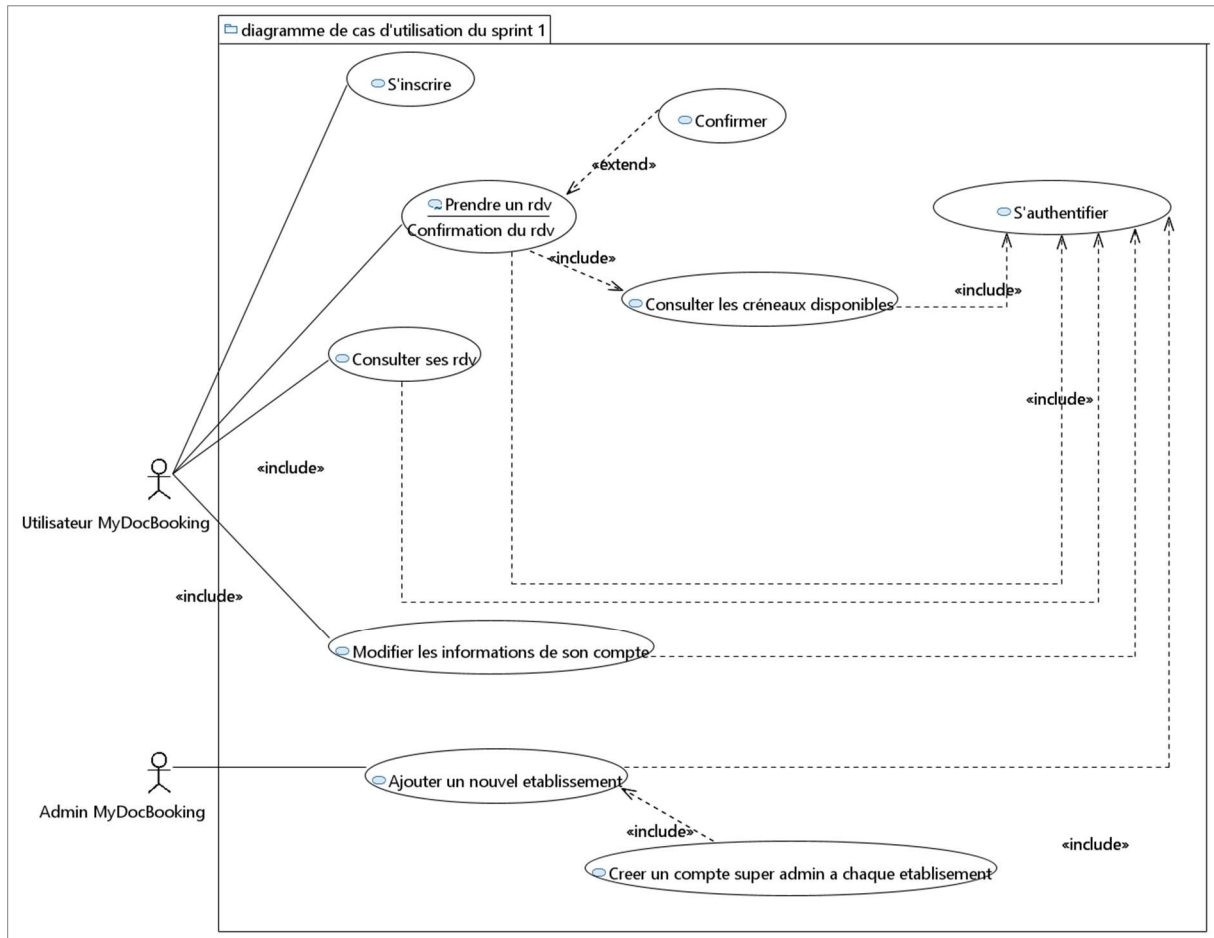 diagramme de cas d'utilisation du sprint 1
S'inscrire
Confirmer
«extend»
Prendre un rdv
Confirmation du rdv
S'authentifier
«include»
Consulter les créneaux disponibles
«include»
Consulter ses rdv
«include»
«include»
Utilisateur MyDocBooking
«include»
Modifier les informations de son compte
Ajouter un nouvel etablissement
Admin MyDocBooking
«include»
«include»
Creer un compte super admin a chaque etablisement